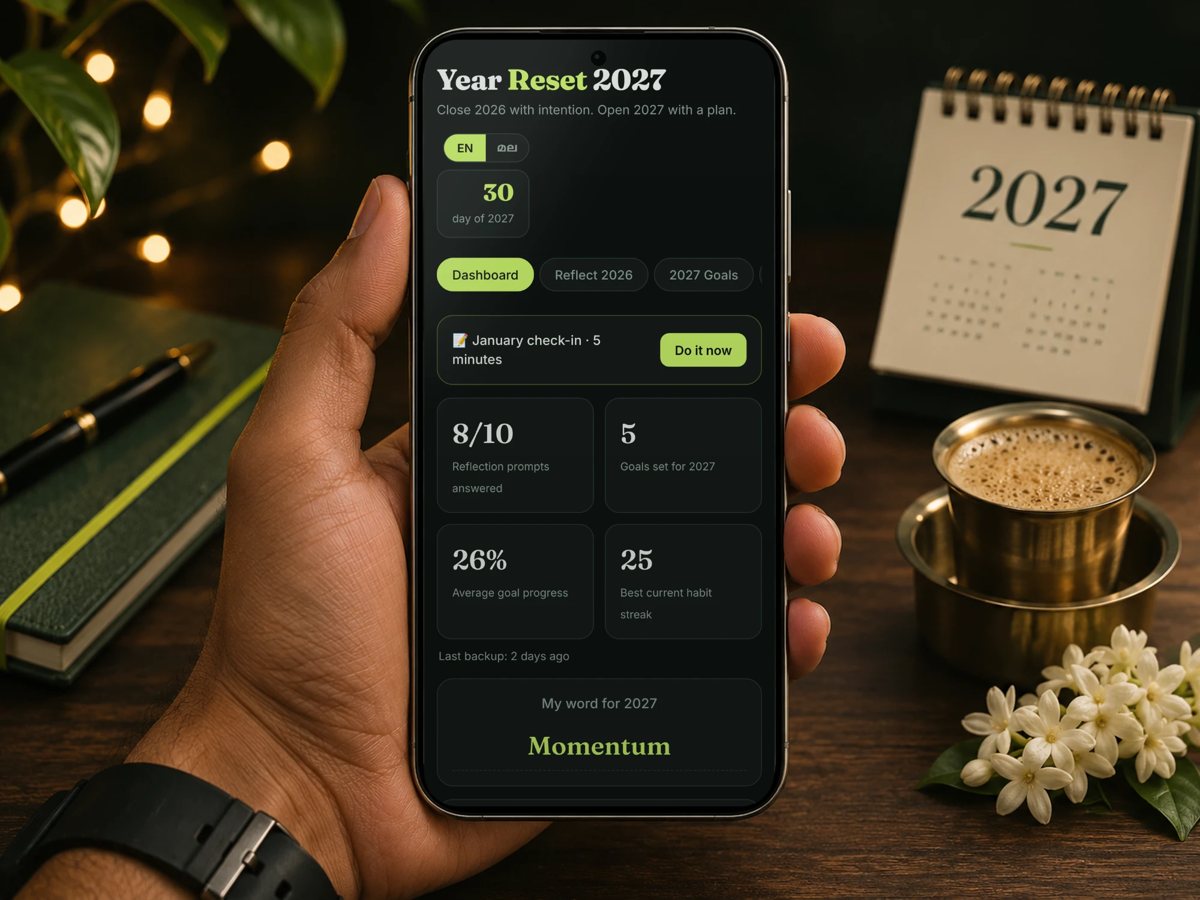 Year Reset 2027
Close 2026 with intention. Open 2027 with a plan.
EN മല
30
day of 2027
Dashboard Reflect 2026 2027 Goals
📝 January check-in · 5
minutes
Do it now
8/10
Reflection prompts
answered
5
Goals set for 2027
26%
Average goal progress
25
Best current habit
streak
Last backup: 2 days ago
My word for 2027
Momentum
2027